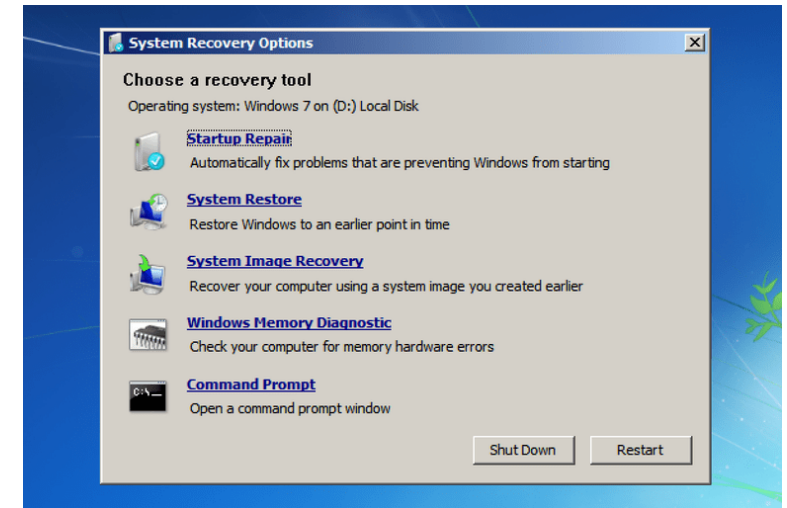 System Recovery Options
Choose a recovery tool
Operating system: Windows 7 on (D:) Local Disk
Startup Repair
Automatically fix problems that are preventing Windows from starting
System Restore
Restore Windows to an earlier point in time
System Image Recovery
Recover your computer using a system image you created earlier
Windows Memory Diagnostic
Check your computer for memory hardware errors
C:\_
Command Prompt
Open a command prompt window
Shut Down
Restart